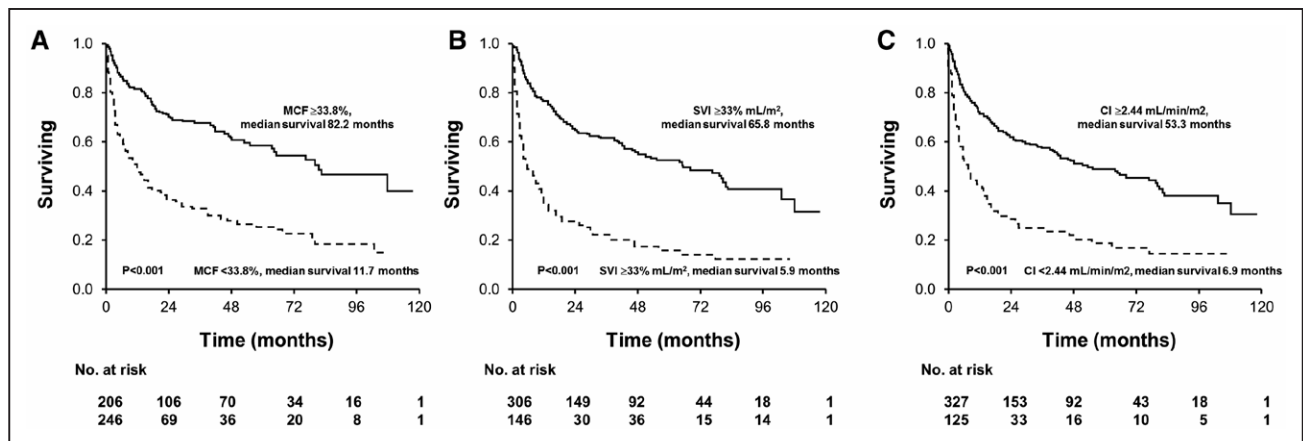 A
B
C
1.0
0.8
0.6
0.4
0.2
0.0
Surviving
MCF ≥33.8%,
median survival 82.2 months
P<0.001 MCF <33.8%, median survival 11.7 months
0 24 48 72 96 120
Time (months)
No. at risk
206 106 70 34 16 1
246 69 36 20 8 1
1.0
0.8
0.6
0.4
0.2
0.0
Surviving
SVI ≥33% mL/m²,
median survival 65.8 months
P<0.001 SVI ≥33% mL/m², median survival 5.9 months
0 24 48 72 96 120
Time (months)
No. at risk
306 149 92 44 18 1
146 30 36 15 14 1
1.0
0.8
0.6
0.4
0.2
0.0
Surviving
CI ≥2.44 mL/min/m2,
median survival 53.3 months
P<0.001 CI <2.44 mL/min/m2, median survival 6.9 months
0 24 48 72 96 120
Time (months)
No. at risk
327 153 92 43 18 1
125 33 16 10 5 1